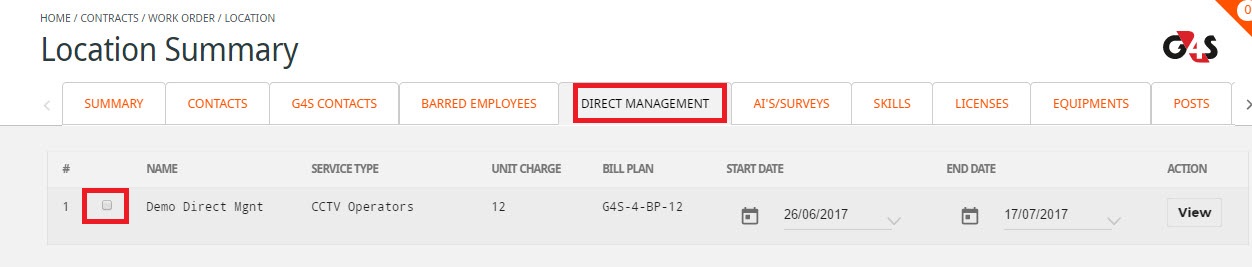 HOME / CONTRACTS / WORK ORDER / LOCATION
0
Location Summary
G4S
SUMMARY CONTACTS G4S CONTACTS BARRED EMPLOYEES DIRECT MANAGEMENT AI'S/SURVEYS SKILLS LICENSES EQUIPMENTS POSTS
# NAME SERVICE TYPE UNIT CHARGE BILL PLAN START DATE END DATE ACTION
1 Demo Direct Mgnt CCTV Operators 12 G4S-4-BP-12 26/06/2017 17/07/2017 View